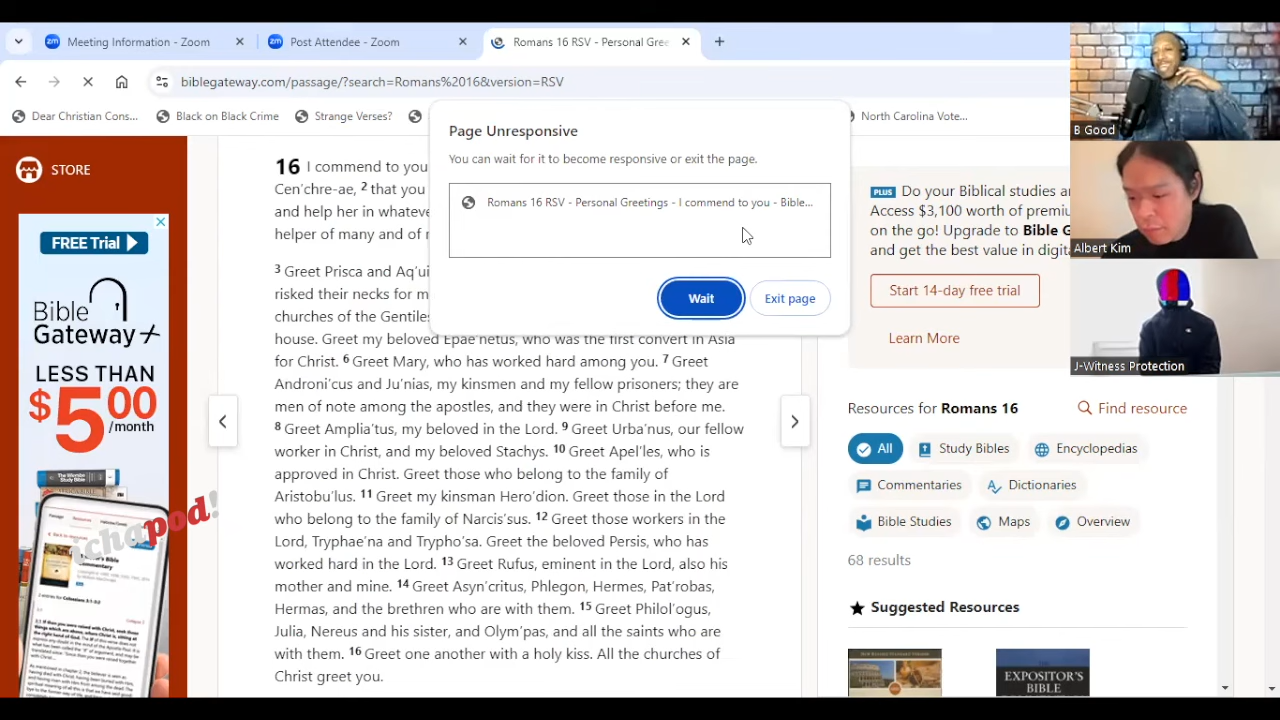 Meeting Information - Zoom
Post Attendee - Zoom
Romans 16 RSV - Personal Gree
biblegateway.com/passage/?search=Romans%2016&version=RSV
Dear Christian Cons...
Black on Black Crime
Strange Verses?
North Carolina Vote...
B Good
Albert Kim
J-Witness Protection
Page Unresponsive
You can wait for it to become responsive or exit the page.
Romans 16 RSV - Personal Greetings - I commend to you - Bible...
Wait
Exit page
STORE
FREE Trial
Bible
Gateway
LESS THAN
$5.00
/month
ichapod!
16 I commend to you
Cen'chre-ae, 2 that you
and help her in whateve
helper of many and of m
3 Greet Prisca and Aq'ui
risked their necks for m
churches of the Gentiles
house. Greet my beloved Epae'netus, who was the first convert in Asia
for Christ. 6 Greet Mary, who has worked hard among you. 7 Greet
Androni'cus and Ju'nias, my kinsmen and my fellow prisoners; they are
men of note among the apostles, and they were in Christ before me.
8 Greet Amplia'tus, my beloved in the Lord. 9 Greet Urba'nus, our fellow
worker in Christ, and my beloved Stachys. 10 Greet Apel'les, who is
approved in Christ. Greet those who belong to the family of
Aristobu'lus. 11 Greet my kinsman Hero'dion. Greet those in the Lord
who belong to the family of Narcis'sus. 12 Greet those workers in the
Lord, Tryphae'na and Trypho'sa. Greet the beloved Persis, who has
worked hard in the Lord. 13 Greet Rufus, eminent in the Lord, also his
mother and mine. 14 Greet Asyn'critus, Phlegon, Hermes, Pat'robas,
Hermas, and the brethren who are with them. 15 Greet Philol'ogus,
Julia, Nereus and his sister, and Olym'pas, and all the saints who are
with them. 16 Greet one another with a holy kiss. All the churches of
Christ greet you.
PLUS Do your Biblical studies a
Access $3,100 worth of premiu
on the go! Upgrade to Bible G
and get the best value in digit
Start 14-day free trial
Learn More
Resources for Romans 16
Find resource
All
Study Bibles
Encyclopedias
Commentaries
Dictionaries
Bible Studies
Maps
Overview
68 results
Suggested Resources
EXPOSITOR'S
BIBLE